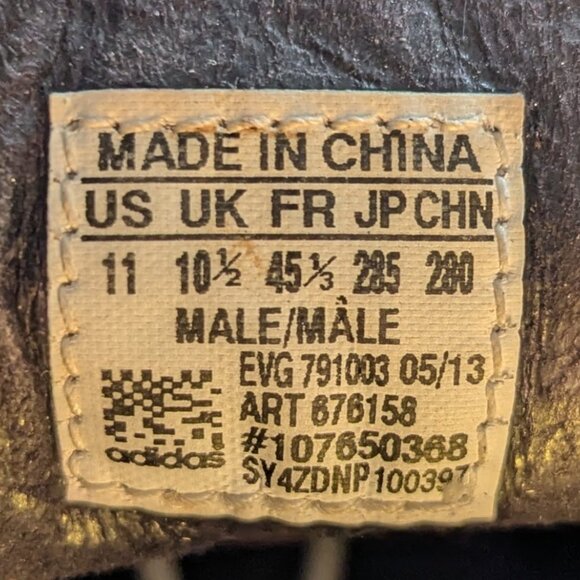 MADE IN CHINA
US UK FR JP CHN
11 10½ 45⅓ 285 280
MALE/MÂLE
EVG 791003 05/13
ART 676158
#107650368
adidas
SY4ZDNP100397